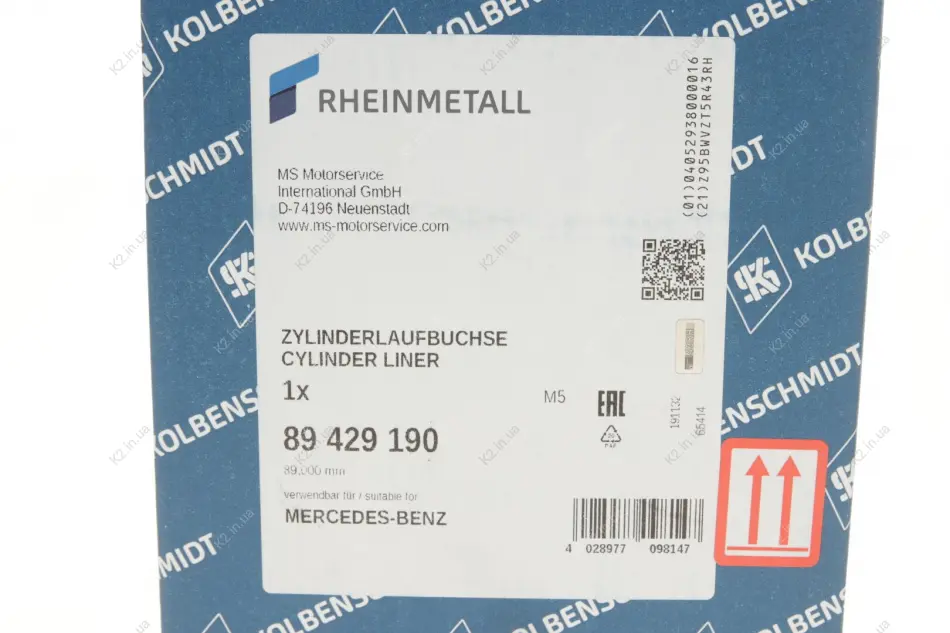 KOLBENSCHMIDT
RHEINMETALL
MS Motorservice
International GmbH
D-74196 Neuenstadt
www.ms-motorservice.com
(01)04052938000016
(21)Z95BWVZT5R43RH
ZYLINDERLAUFBUCHSE
CYLINDER LINER
1x
M5
EAC
89 429 190
89,000 mm
191132
65414
verwendbar für / suitable for
MERCEDES-BENZ
4 028977 098147
KOLBENSCHMIDT
K2.in.ua